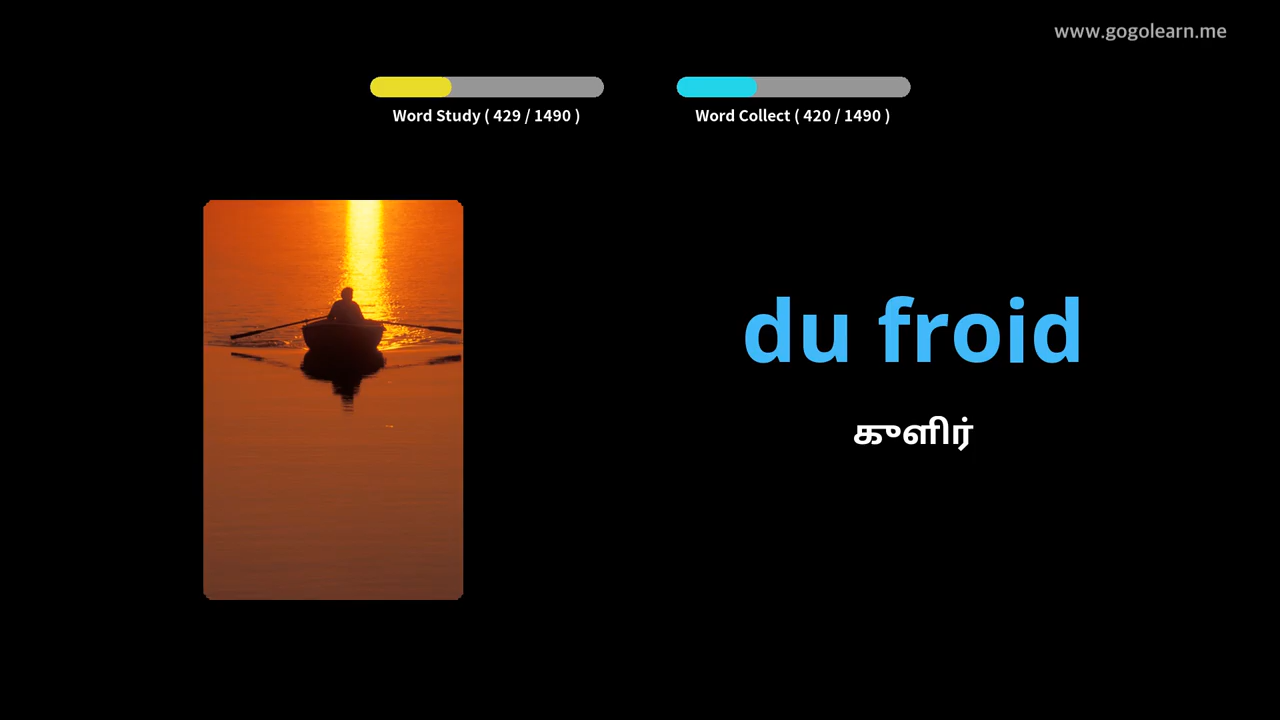 www.gogolearn.me
Word Study ( 429 / 1490 )
Word Collect ( 420 / 1490 )
du froid
குளிர்